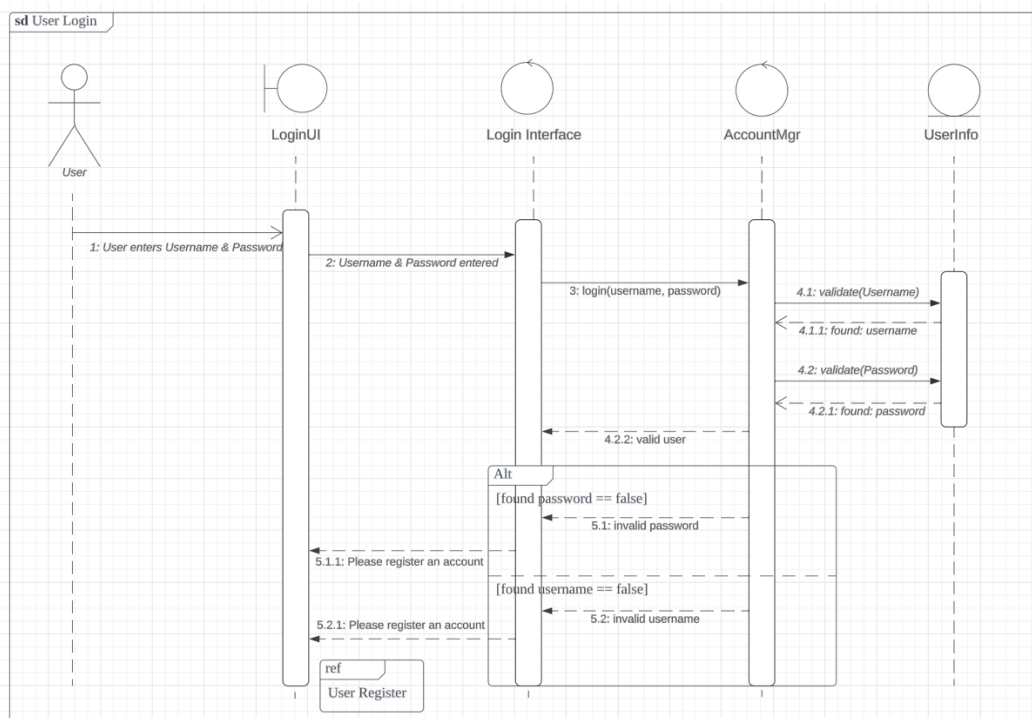 sd User Login
LoginUI
Login Interface
AccountMgr
UserInfo
User
1: User enters Username & Password
2: Username & Password entered
3: login(username, password)
4.1: validate(Username)
4.1.1: found: username
4.2: validate(Password)
4.2.1: found: password
4.2.2: valid user
Alt
[found password == false]
5.1: invalid password
5.1.1: Please register an account
[found username == false]
5.2: invalid username
5.2.1: Please register an account
ref
User Register